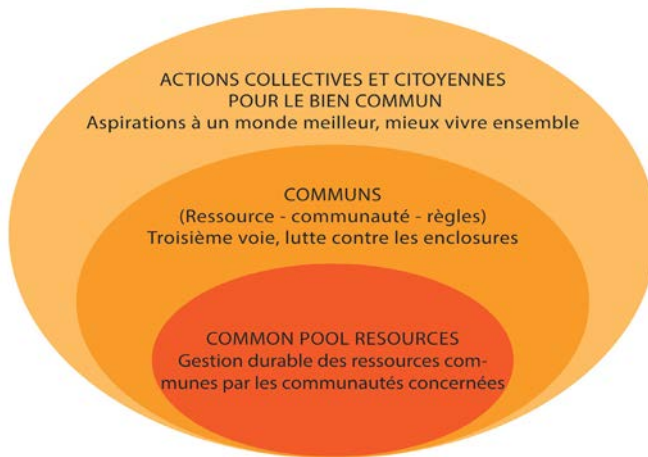 ACTIONS COLLECTIVES ET CITOYENNES
POUR LE BIEN COMMUN
Aspirations à un monde meilleur, mieux vivre ensemble
COMMUNS
(Ressource - communauté - règles)
Troisième voie, lutte contre les enclosures
COMMON POOL RESOURCES
Gestion durable des ressources com-
munes par les communautés concernées